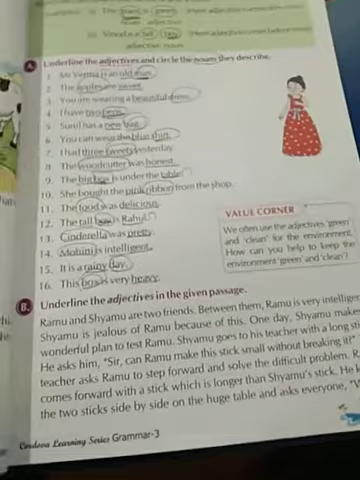 adjective noun
A Underline the adjectives and circle the nouns they describe.
1. Mr Verma is an old man.
2. The apples are sweet.
3. You are wearing a beautiful dress.
4. I have two pens.
5. Sunil has a new
6. You can wear the blue shirt.
7. I had three sweets yesterday.
8. The woodcutter was honest.
9. The big box is under the table.
10. She bought the pink ribbon from the shop.
11. The food was delicious.
12. The tall is Rahul.
13. Cinderella was pretty.
14. Mohini is intelligent.
15. It is a rainy day.
16. This box is very heavy.
VALUE CORNER
We often use the adjectives 'green'
and 'clean' for the environment.
How can you help to keep the
environment 'green' and 'clean'?
B. Underline the adjectives in the given passage.
Ramu and Shyamu are two friends. Between them, Ramu is very intelligen
Shyamu is jealous of Ramu because of this. One day, Shyamu makes
wonderful plan to test Ramu. Shyamu goes to his teacher with a long st
He asks him, "Sir, can Ramu make this stick small without breaking it?"
teacher asks Ramu to step forward and solve the difficult problem. R
comes forward with a stick which is longer than Shyamu's stick. He k
the two sticks side by side on the huge table and asks everyone,
Cordova Learning Series Grammar-3